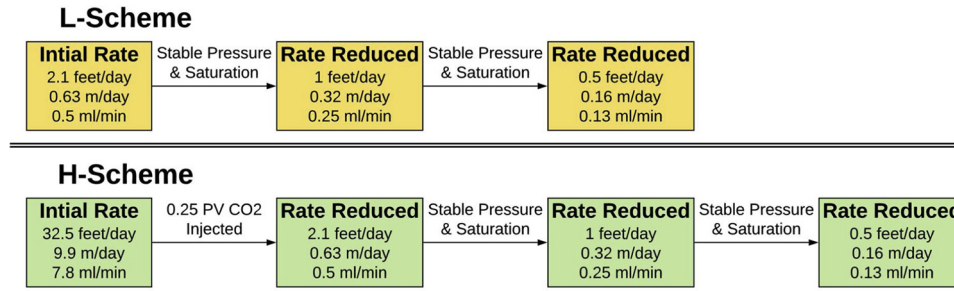 L-Scheme
Intial Rate
2.1 feet/day
0.63 m/day
0.5 ml/min
Stable Pressure
& Saturation
Rate Reduced
1 feet/day
0.32 m/day
0.25 ml/min
Stable Pressure
& Saturation
Rate Reduced
0.5 feet/day
0.16 m/day
0.13 ml/min
H-Scheme
Intial Rate
32.5 feet/day
9.9 m/day
7.8 ml/min
0.25 PV CO2
Injected
Rate Reduced
2.1 feet/day
0.63 m/day
0.5 ml/min
Stable Pressure
& Saturation
Rate Reduced
1 feet/day
0.32 m/day
0.25 ml/min
Stable Pressure
& Saturation
Rate Reduced
0.5 feet/day
0.16 m/day
0.13 ml/min